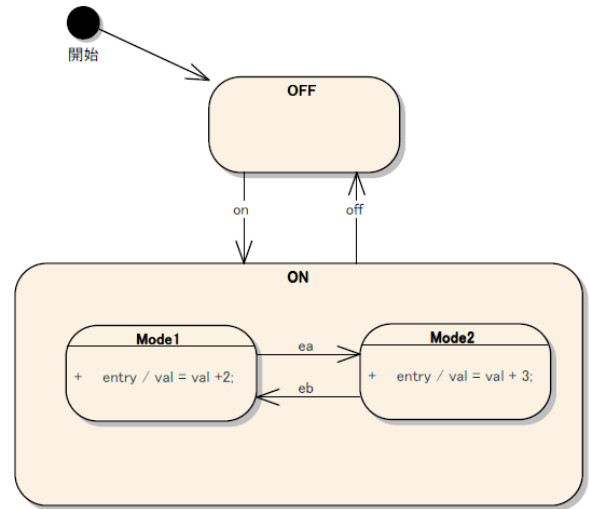 開始
OFF
on
off
ON
Mode1
+ entry / val = val +2;
ea
eb
Mode2
+ entry / val = val + 3;